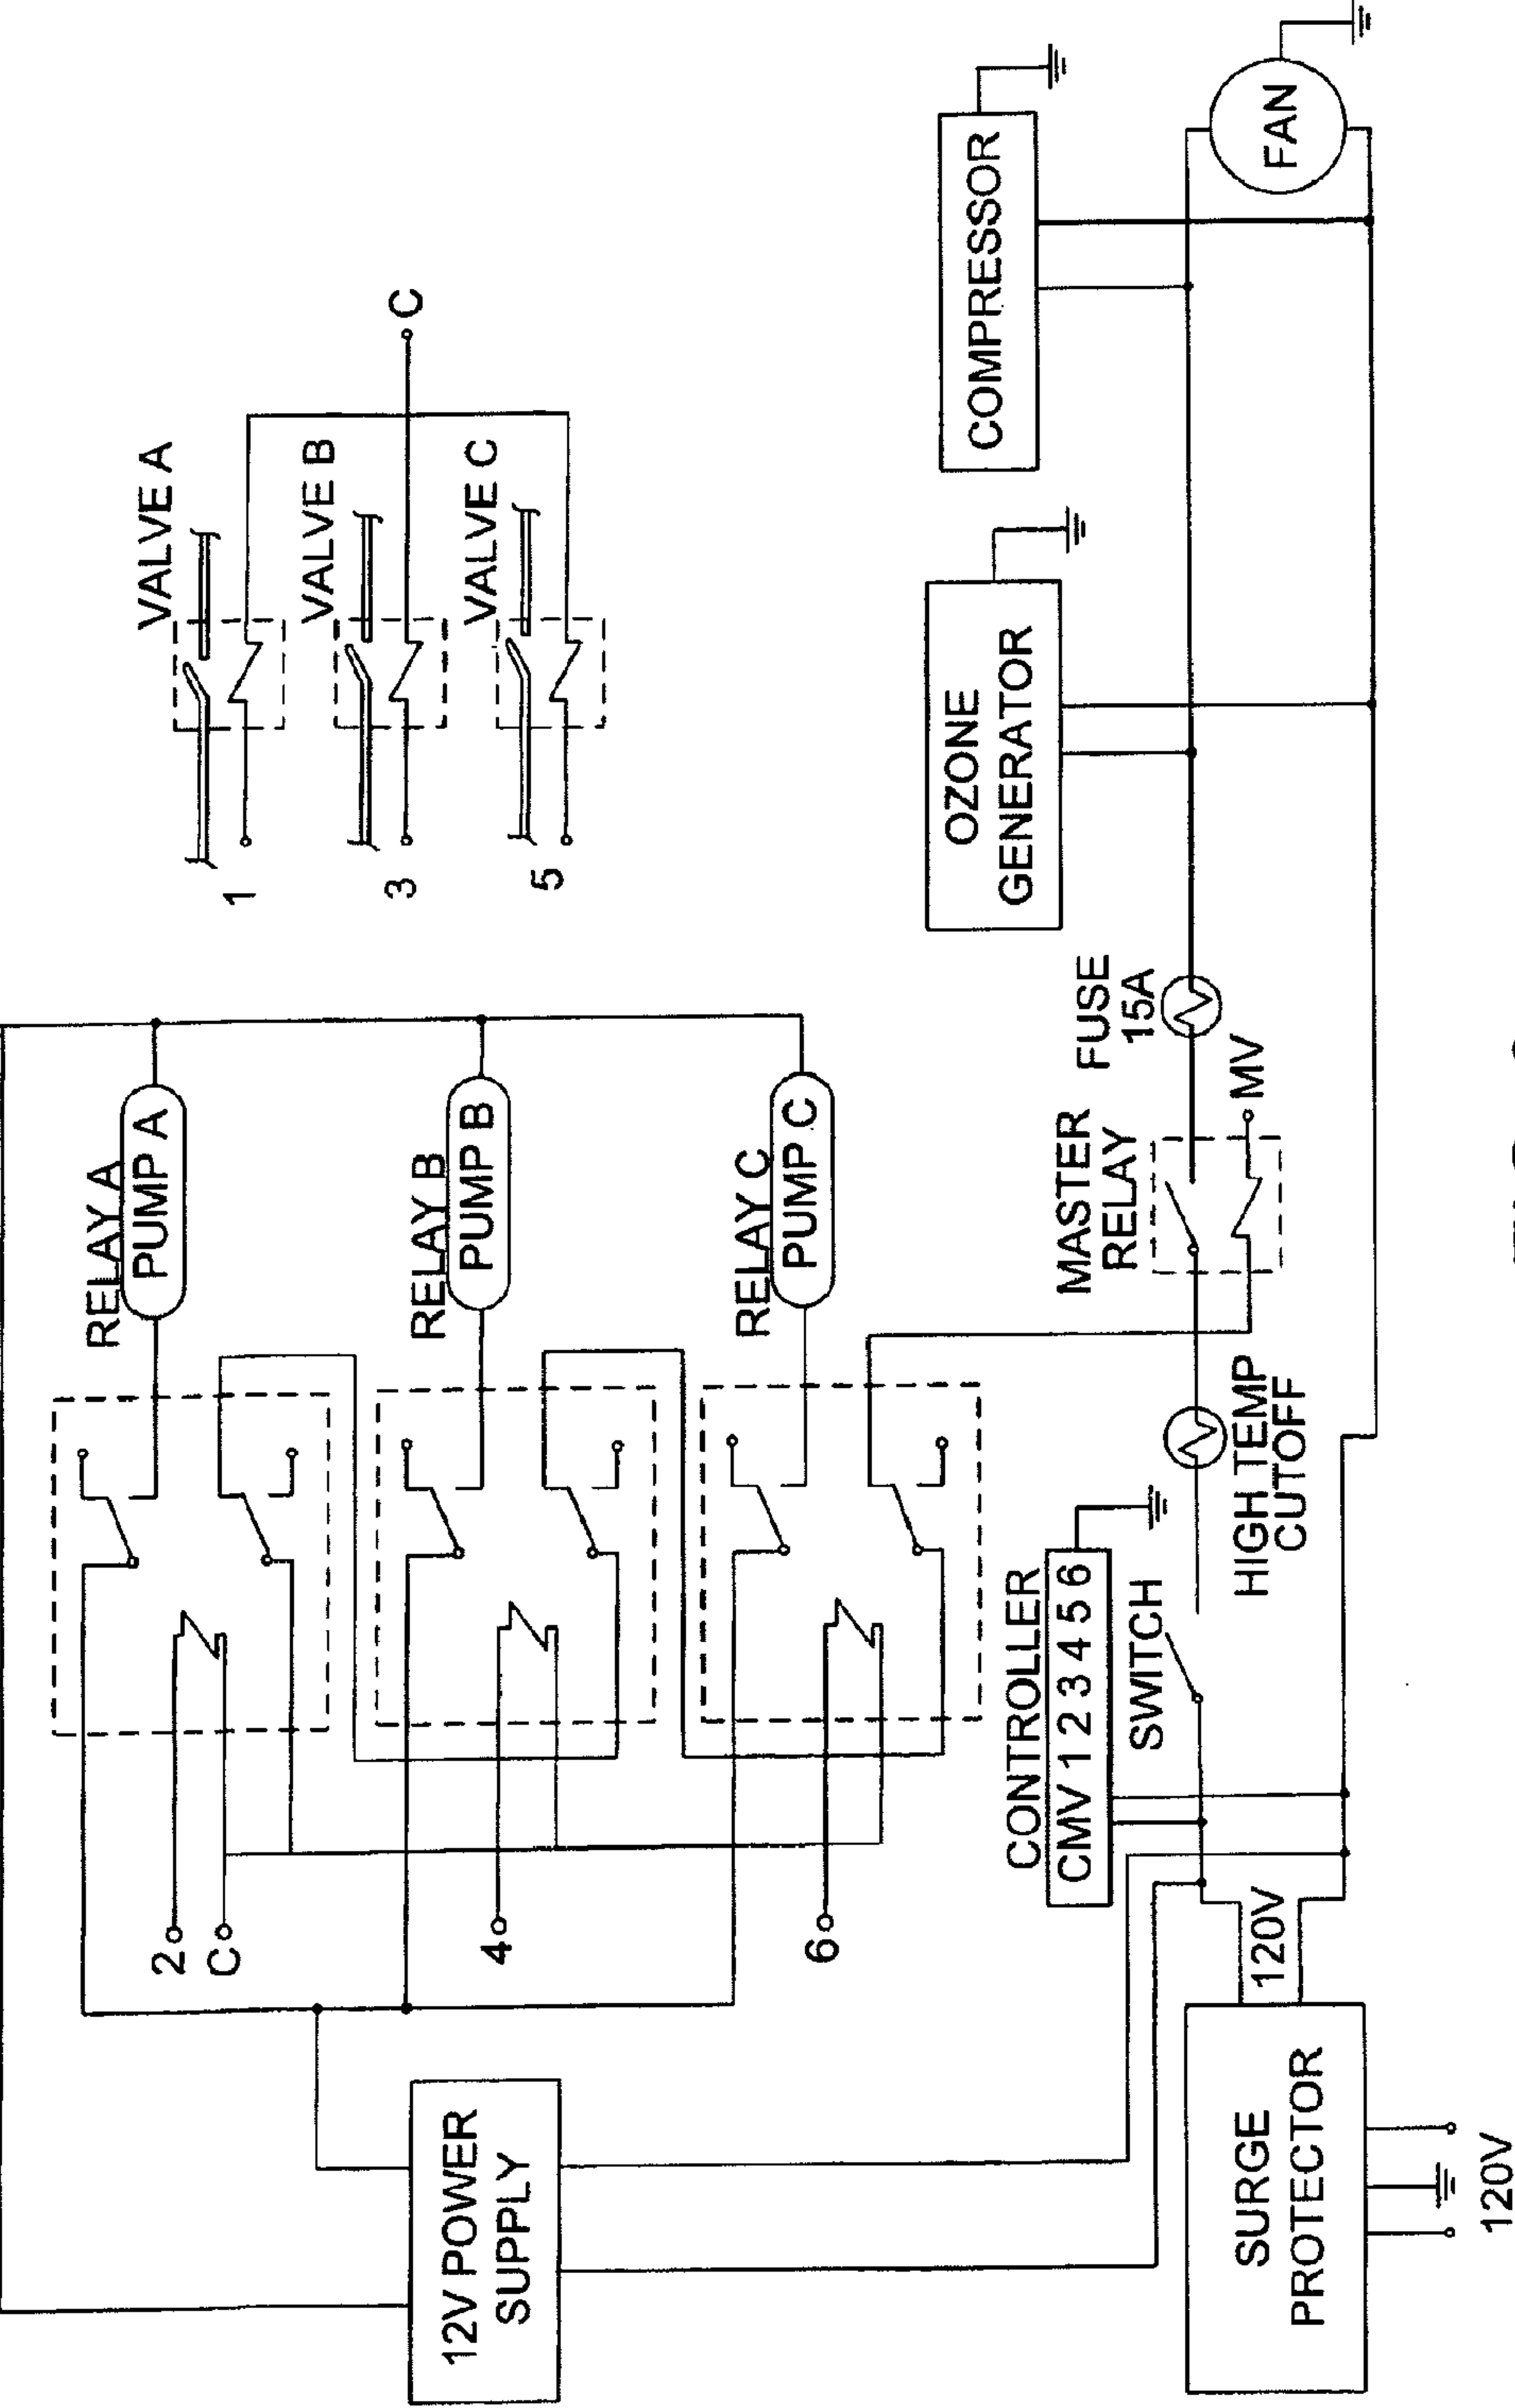 VALVE A
VALVE B
VALVE C
1
3
5
C
RELAY A
PUMP A
RELAY B
PUMP B
RELAY C
PUMP C
2
C
4
6
12V POWER
SUPPLY
CONTROLLER
CMV 1 2 3 4 5 6
SWITCH
HIGH TEMP
CUTOFF
MASTER
RELAY
MV
FUSE
15A
OZONE
GENERATOR
COMPRESSOR
FAN
SURGE
PROTECTOR
120V
120V